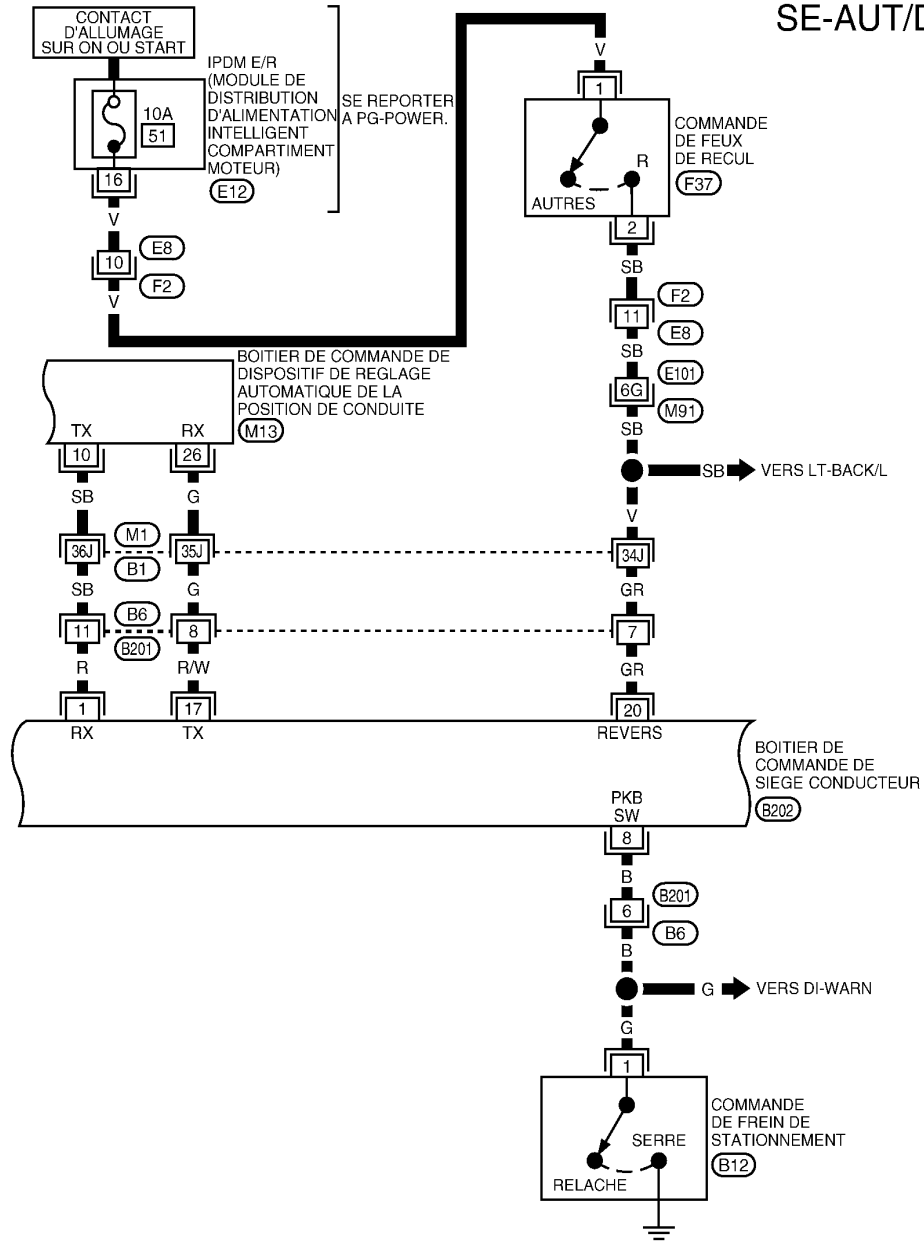 SE-AUT/D
CONTACT
D'ALLUMAGE
SUR ON OU START
IPDM E/R
(MODULE DE
DISTRIBUTION
D'ALIMENTATION
INTELLIGENT
COMPARTIMENT
MOTEUR)
E12
SE REPORTER
A PG-POWER.
10A
51
16
V
E8
10
F2
V
V
1
COMMANDE
DE FEUX
DE RECUL
F37
R
AUTRES
2
SB
F2
11
E8
SB
E101
6G
M91
SB
SB
VERS LT-BACK/L
V
BOITIER DE COMMANDE DE
DISPOSITIF DE REGLAGE
AUTOMATIQUE DE LA
POSITION DE CONDUITE
M13
TX
RX
10
26
SB
G
M1
36J
35J
34J
B1
SB
G
GR
B6
11
8
7
B201
R
R/W
GR
1
17
20
RX
TX
REVERS
BOITIER DE
COMMANDE DE
SIEGE CONDUCTEUR
B202
PKB
SW
8
B
B201
6
B6
B
G
VERS DI-WARN
G
1
COMMANDE
DE FREIN DE
STATIONNEMENT
B12
SERRE
RELACHE